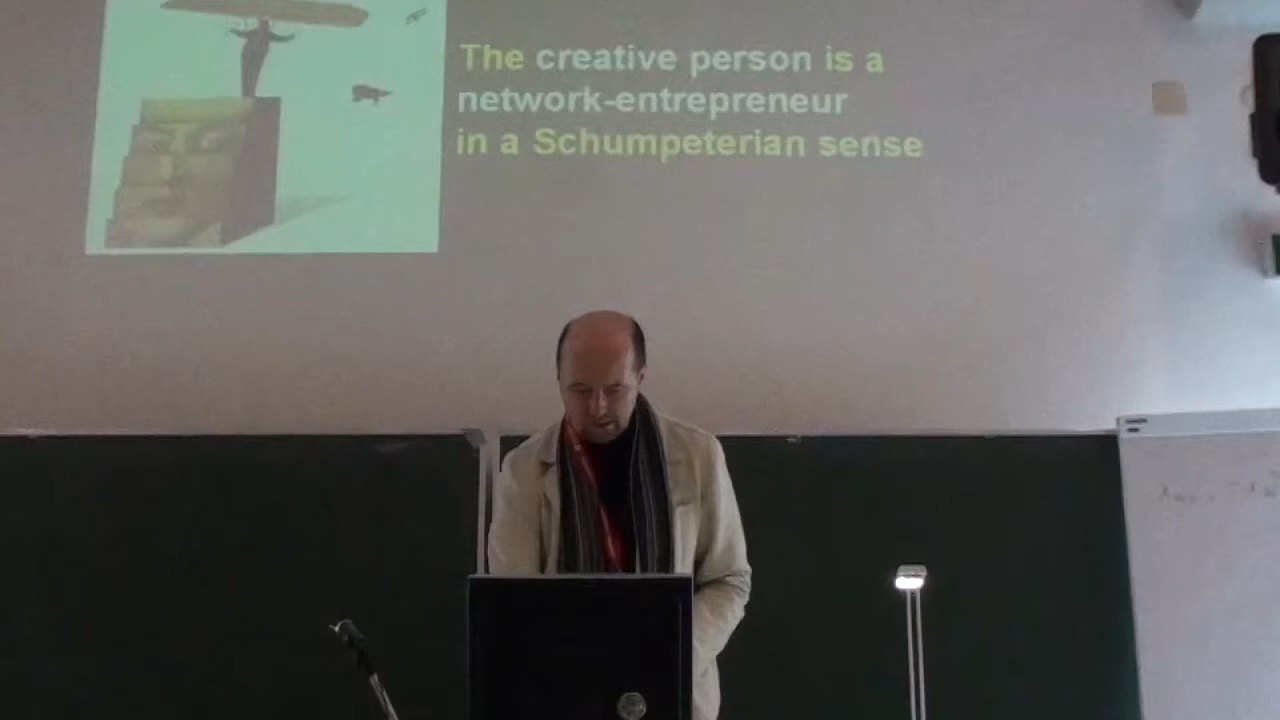 The creative person is a
network-entrepreneur
in a Schumpeterian sense